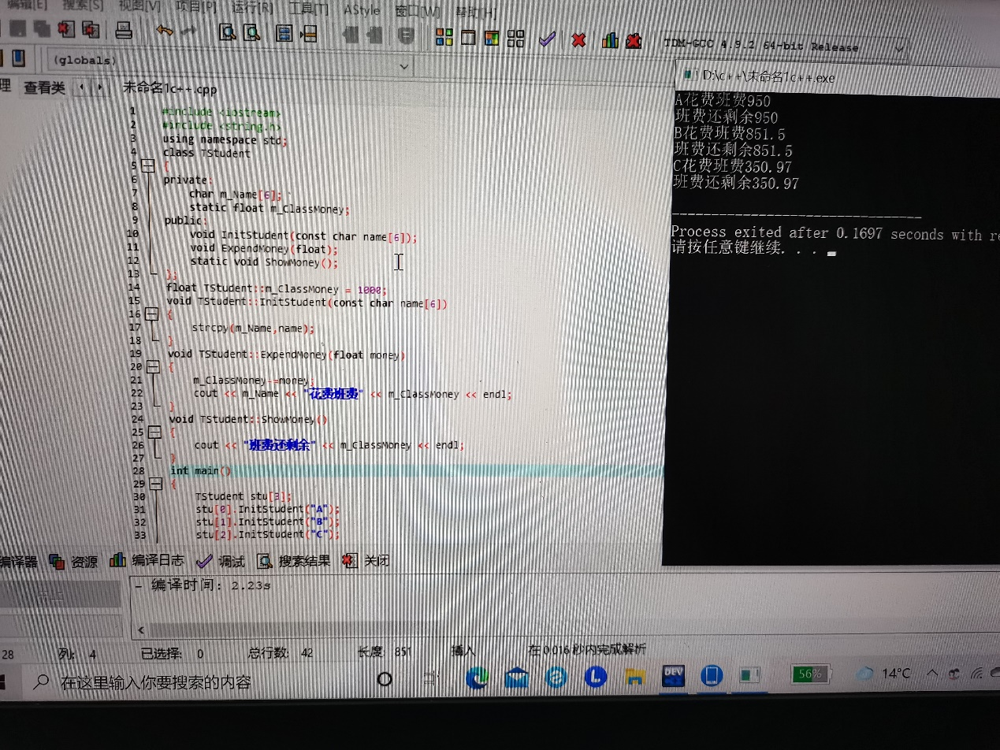 编辑[E] 搜索[S] 视图[V] 项目[P] 运行[R] 工具[T] AStyle 窗口[W] 帮助[H]
TDM-GCC 4.9.2 64-bit Release
(globals)
理 查看类 未命名1c++.cpp
1 #include <iostream>
2 #include <string.h>
3 using namespace std;
4 class TStudent
5 {
6 private:
7 char m_Name[6];
8 static float m_ClassMoney;
9 public:
10 void InitStudent(const char name[6]);
11 void ExpendMoney(float);
12 static void ShowMoney();
13 };
14 float TStudent::m_ClassMoney = 1000;
15 void TStudent::InitStudent(const char name[6])
16 {
17 strcpy(m_Name,name);
18 }
19 void TStudent::ExpendMoney(float money)
20 {
21 m_ClassMoney-=money;
22 cout << m_Name << "花费班费" << m_ClassMoney << endl;
23 }
24 void TStudent::ShowMoney()
25 {
26 cout << "班费还剩余" << m_ClassMoney << endl;
27 }
28 int main()
29 {
30 TStudent stu[3];
31 stu[0].InitStudent("A");
32 stu[1].InitStudent("B");
33 stu[2].InitStudent("C");
D:\c++\未命名1c++.exe
A花费班费950
班费还剩余950
B花费班费851.5
班费还剩余851.5
C花费班费350.97
班费还剩余350.97
--------------------------------
Process exited after 0.1697 seconds with re
请按任意键继续. . .
编译器 资源 编译日志 调试 搜索结果 关闭
- 编译时间: 2.23s
28 列: 4 已选择: 0 总行数: 42 长度: 851 插入 在 0.016 秒内完成解析
在这里输入你要搜索的内容 DEV 56% 14°C